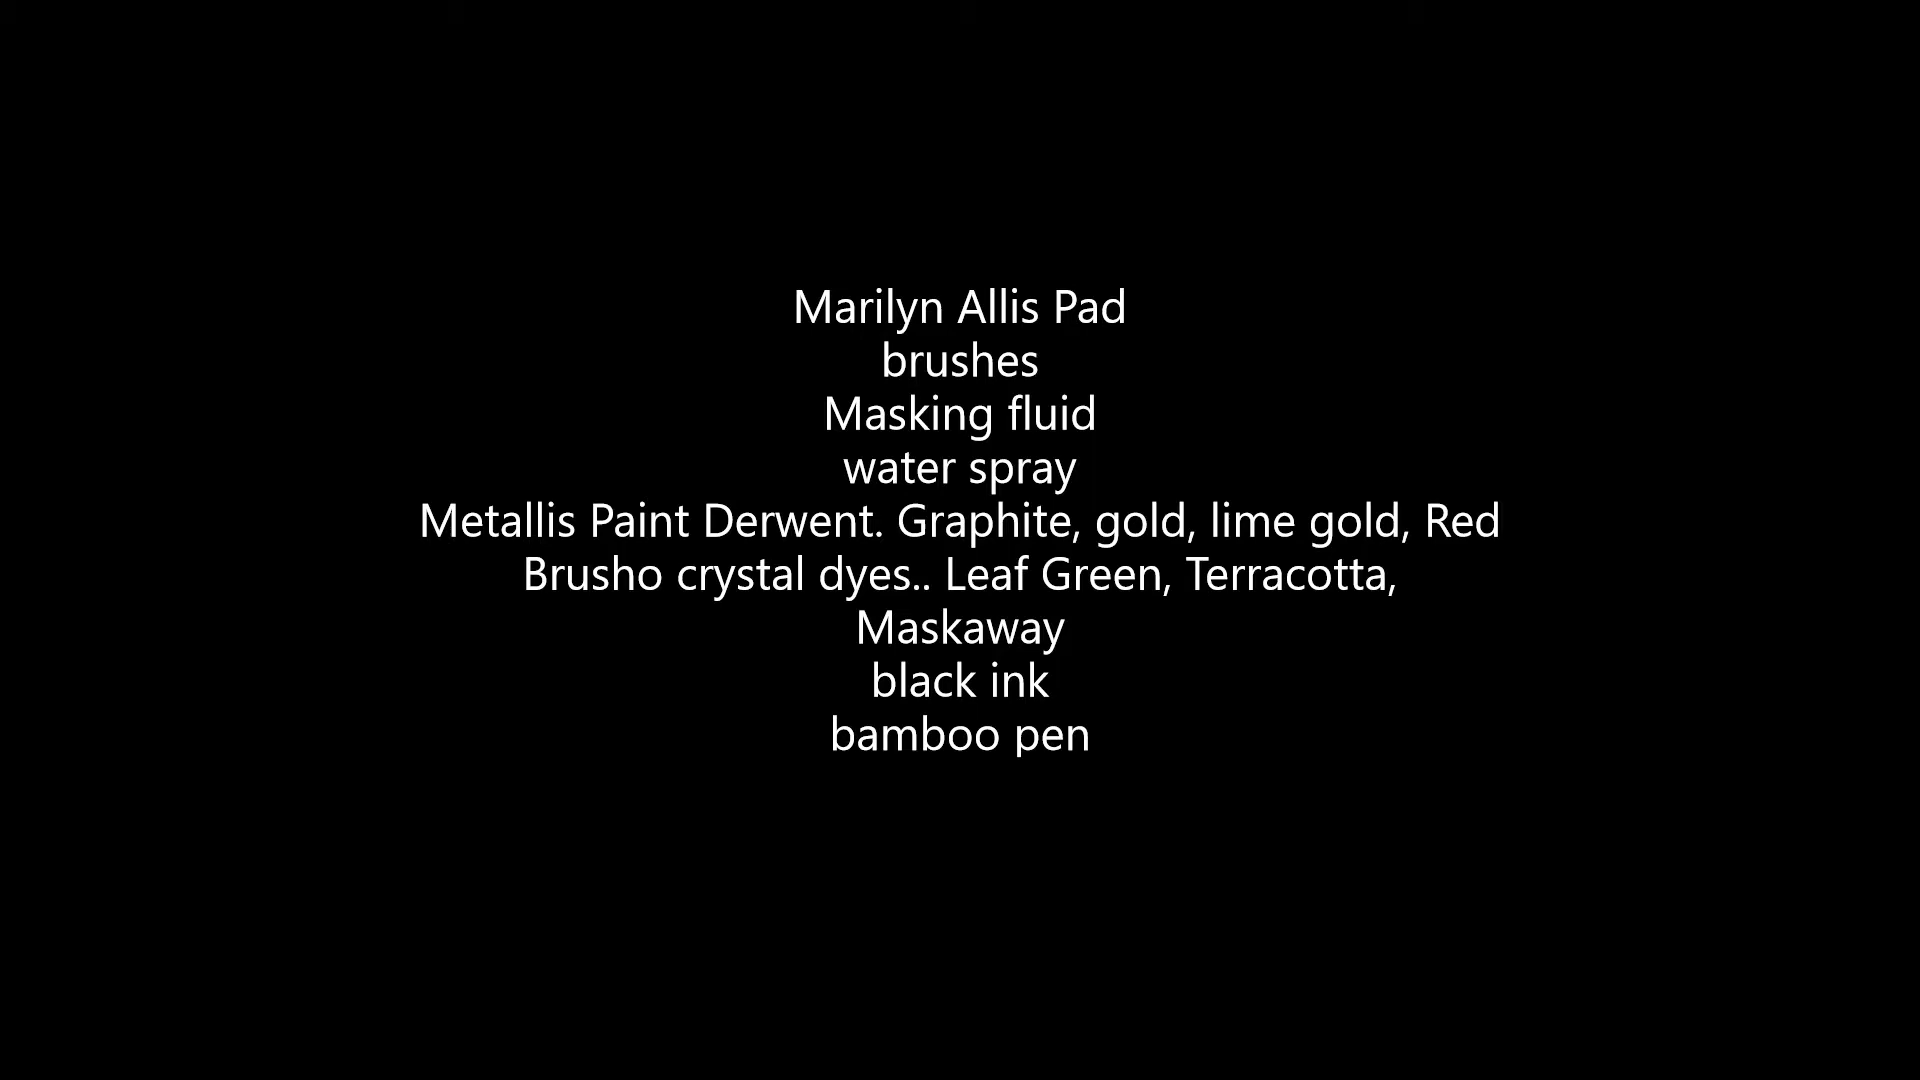 Marilyn Allis Pad
brushes
Masking fluid
water spray
Metallis Paint Derwent. Graphite, gold, lime gold, Red
Brusho crystal dyes.. Leaf Green, Terracotta,
Maskaway
black ink
bamboo pen